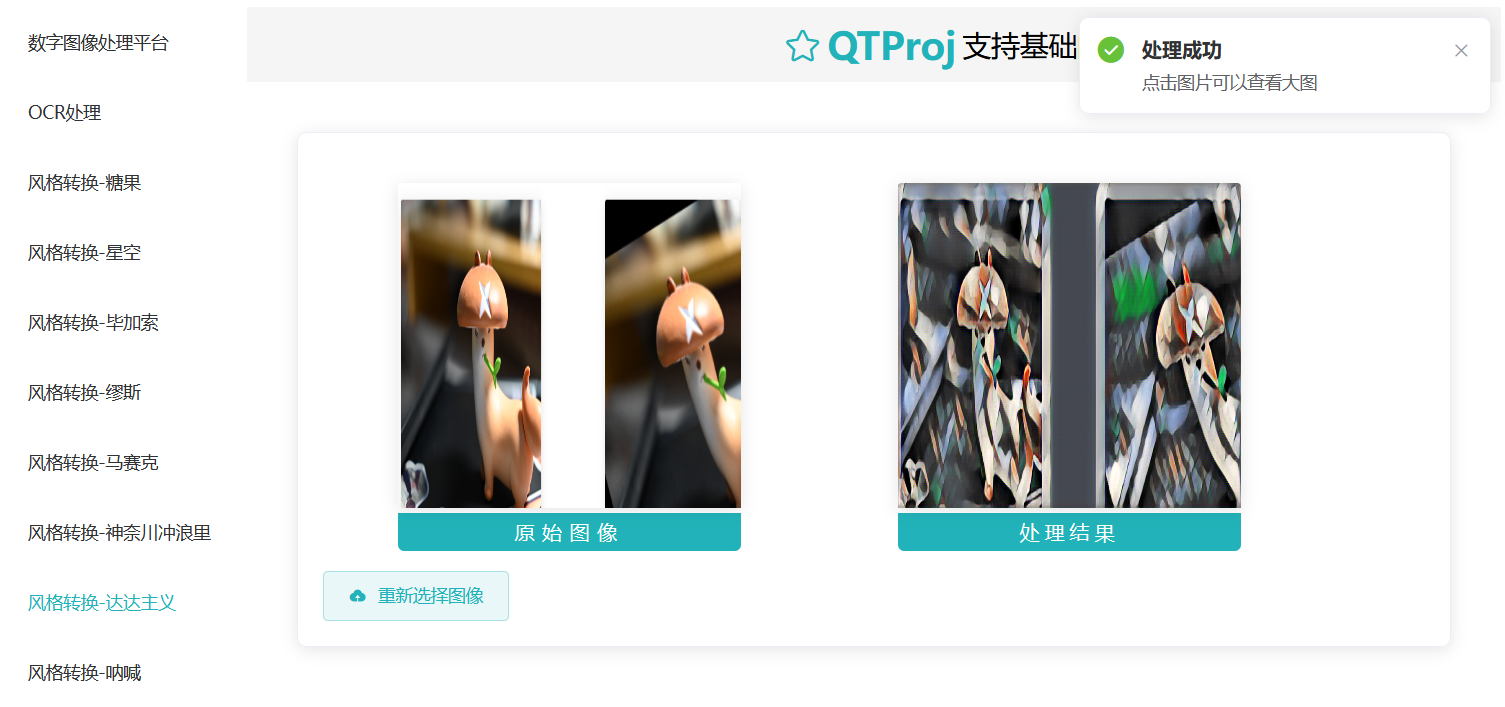 数字图像处理平台
OCR处理
风格转换-糖果
风格转换-星空
风格转换-毕加索
风格转换-缪斯
风格转换-马赛克
风格转换-神奈川冲浪里
风格转换-达达主义
风格转换-呐喊
QTProj 支持基础
处理成功
点击图片可以查看大图
原始图像
处理结果
重新选择图像